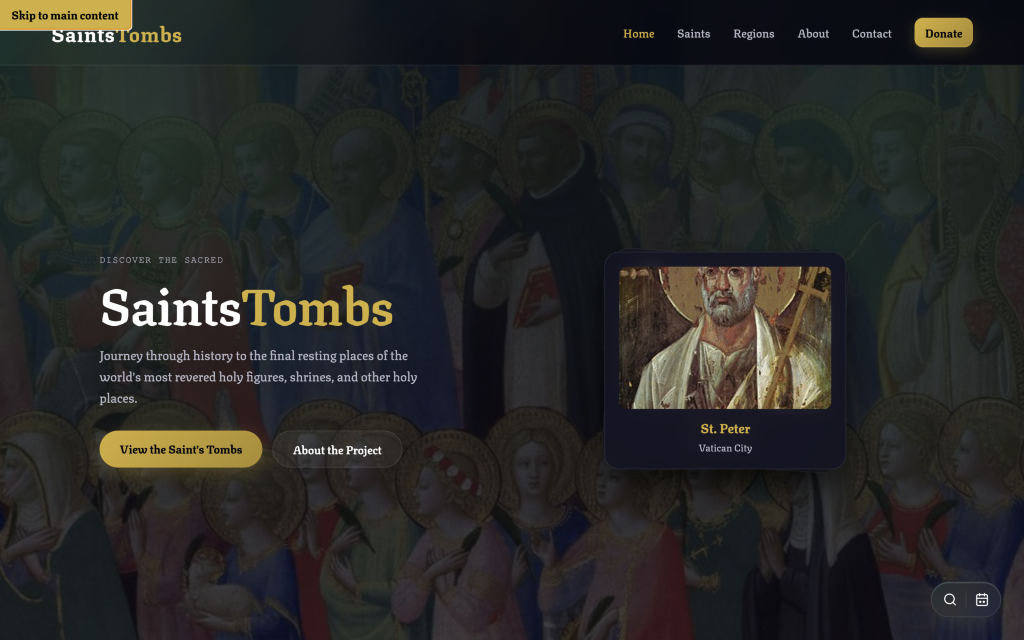 Skip to main content
SaintsTombs
Home Saints Regions About Contact Donate
DISCOVER THE SACRED
SaintsTombs
Journey through history to the final resting places of the
world's most revered holy figures, shrines, and other holy
places.
View the Saint's Tombs About the Project
St. Peter
Vatican City